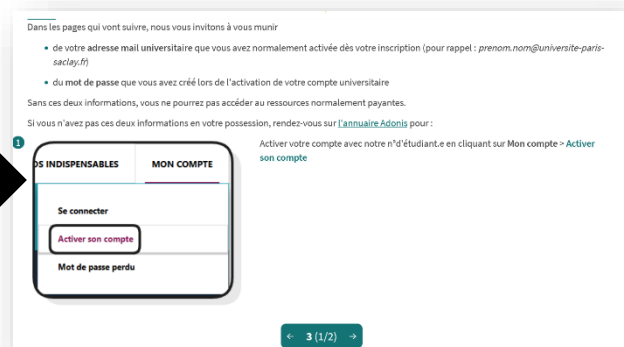 Dans les pages qui vont suivre, nous vous invitons à vous munir
• de votre adresse mail universitaire que vous avez normalement activée dès votre inscription (pour rappel : prenom.nom@universite-paris-
saclay.fr)
• du mot de passe que vous avez créé lors de l'activation de votre compte universitaire
Sans ces deux informations, vous ne pourrez pas accéder au ressources normalement payantes.
Si vous n'avez pas ces deux informations en votre possession, rendez-vous sur l'annuaire Adonis pour :
1
Activer votre compte avec notre n°d'étudiant.e en cliquant sur Mon compte > Activer
son compte
OS INDISPENSABLES MON COMPTE
Se connecter
Activer son compte
Mot de passe perdu
← 3 (1/2) →